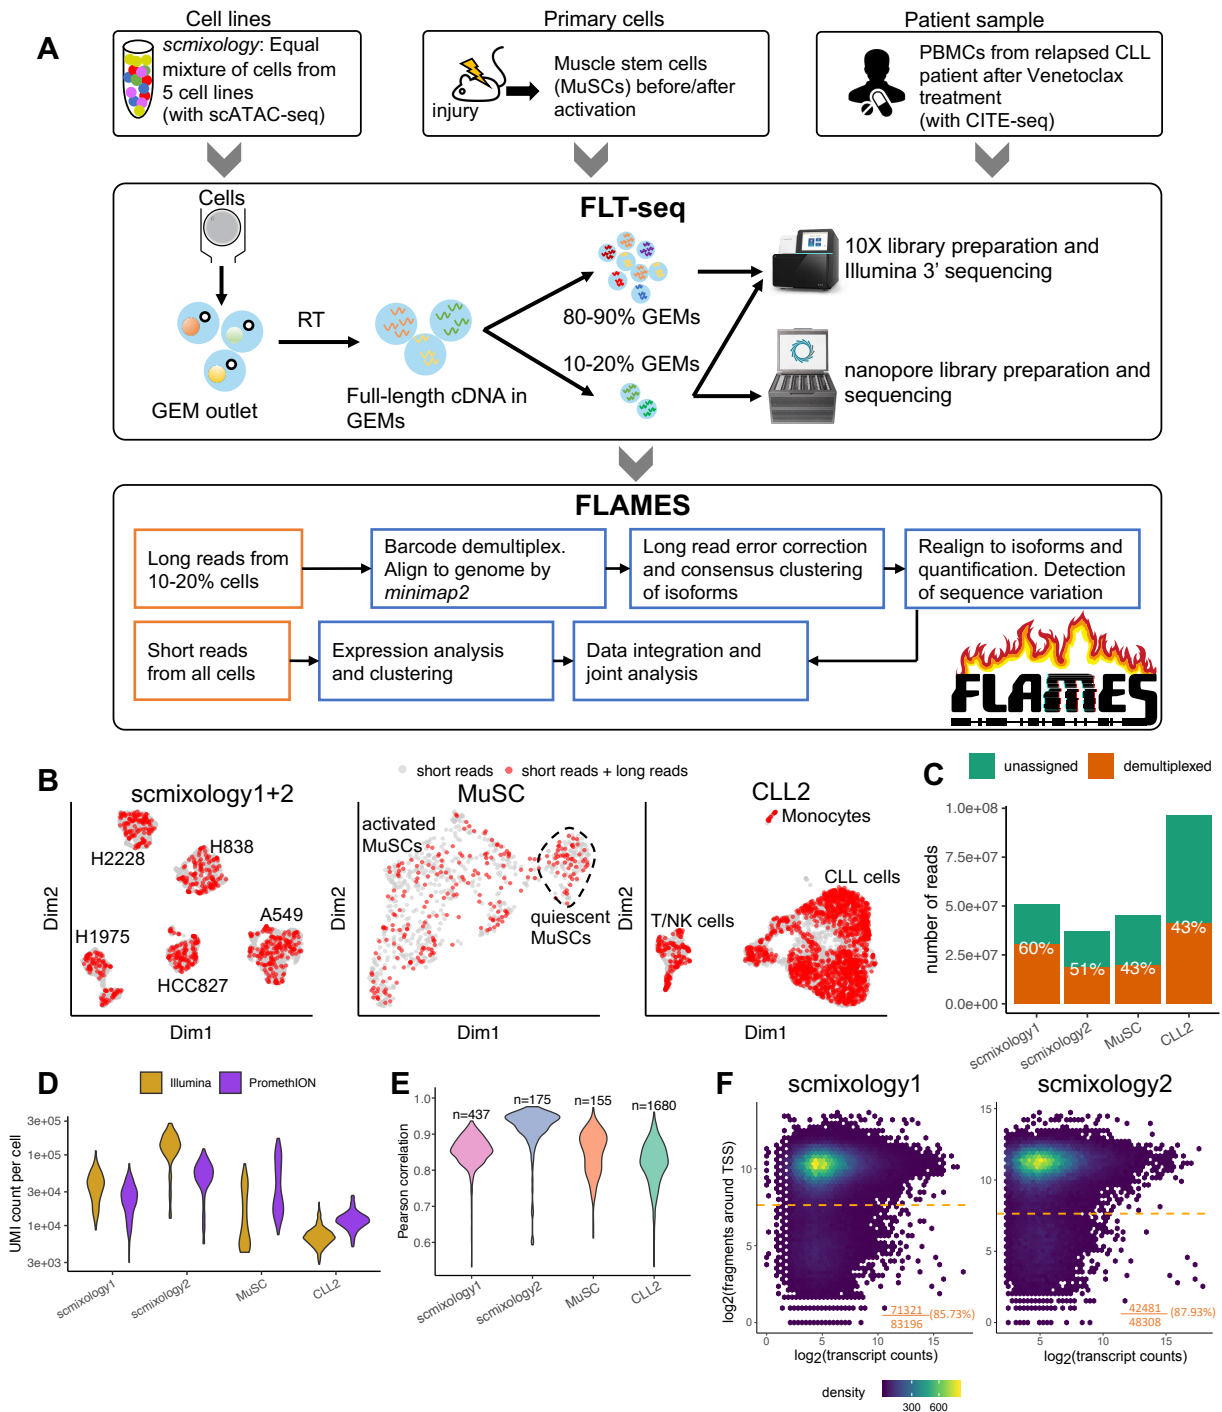 Cell lines
Primary cells
Patient sample
A
scmixology: Equal
mixture of cells from
5 cell lines
(with scATAC-seq)
injury
Muscle stem cells
(MuSCs) before/after
activation
PBMCs from relapsed CLL
patient after Venetoclax
treatment
(with CITE-seq)
FLT-seq
Cells
GEM outlet
RT
Full-length cDNA in
GEMs
80-90% GEMs
10-20% GEMs
10X library preparation and
Illumina 3' sequencing
nanopore library preparation and
sequencing
FLAMES
Long reads from
10-20% cells
Barcode demultiplex.
Align to genome by
minimap2
Long read error correction
and consensus clustering
of isoforms
Realign to isoforms and
quantification. Detection
of sequence variation
Short reads
from all cells
Expression analysis
and clustering
Data integration and
joint analysis
FLAMES
B
short reads
short reads + long reads
scmixology1+2
H2228
H838
A549
H1975
HCC827
Dim2
Dim1
MuSC
activated
MuSCs
quiescent
MuSCs
Dim2
Dim1
CLL2
Monocytes
CLL cells
T/NK cells
Dim2
Dim1
C
unassigned
demultiplexed
number of reads
1.0e+08
7.5e+07
5.0e+07
2.5e+07
0.0e+00
60%
51%
43%
43%
scmixology1
scmixology2
MuSC
CLL2
D
Illumina
PromethION
UMI count per cell
3e+05
1e+05
3e+04
1e+04
3e+03
scmixology1
scmixology2
MuSC
CLL2
E
Pearson correlation
1.0
0.9
0.8
0.7
0.6
n=437
n=175
n=155
n=1680
scmixology1
scmixology2
MuSC
CLL2
F
scmixology1
log2(fragments around TSS)
10
5
0
71321
83196
(85.73%)
0
5
10
15
log2(transcript counts)
scmixology2
15
10
5
0
42481
48308
(87.93%)
5
10
15
log2(transcript counts)
density
300
600